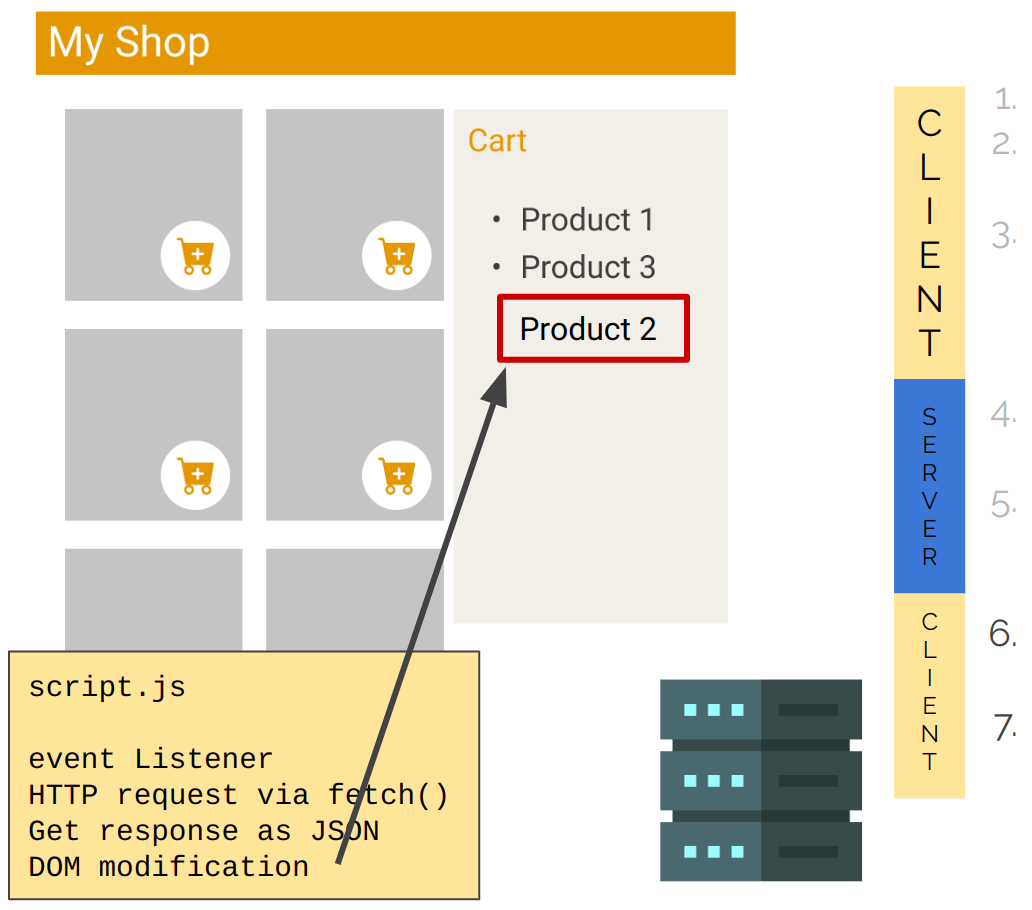 My Shop
Cart
• Product 1
• Product 3
Product 2
script.js
event Listener
HTTP request via fetch()
Get response as JSON
DOM modification
CLIENT
SERVER
CLIENT
1.
2.
3.
4.
5.
6.
7.